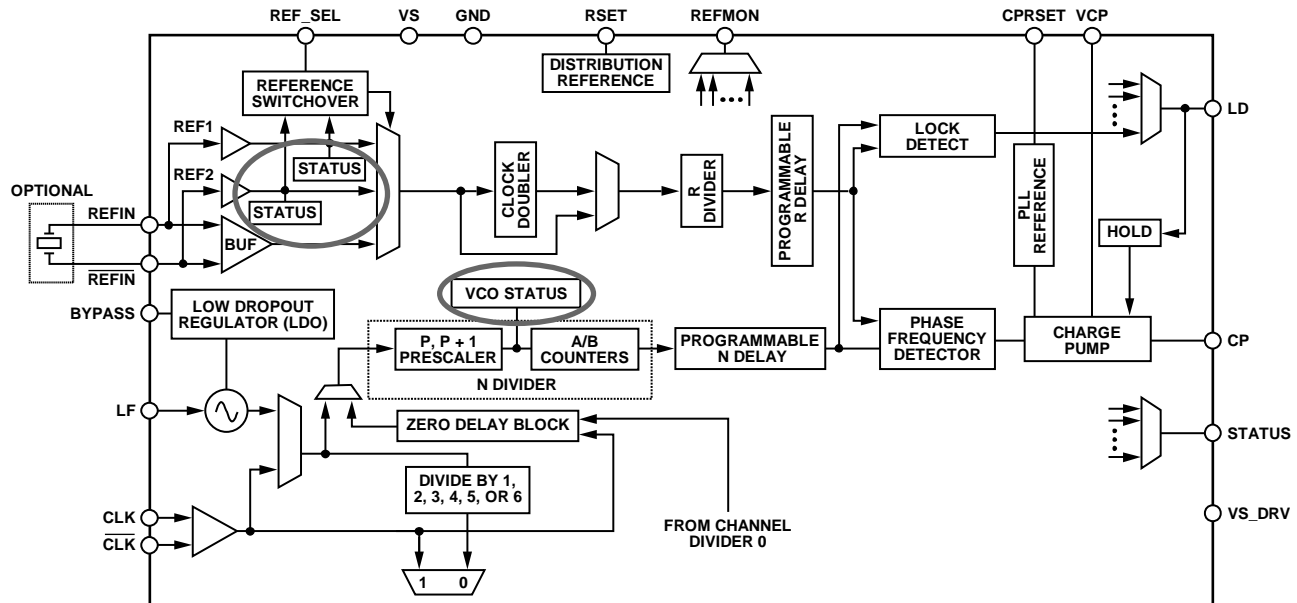 REF_SEL
VS
GND
RSET
REFMON
CPRSET
VCP
DISTRIBUTION
REFERENCE
REFERENCE
SWITCHOVER
LD
REF1
STATUS
LOCK
DETECT
OPTIONAL
REF2
STATUS
CLOCK
DOUBLER
R
DIVIDER
PROGRAMMABLE
R DELAY
PLL
REFERENCE
HOLD
REFIN
BUF
REFIN
VCO STATUS
BYPASS
LOW DROPOUT
REGULATOR (LDO)
P, P + 1
PRESCALER
A/B
COUNTERS
N DIVIDER
PROGRAMMABLE
N DELAY
PHASE
FREQUENCY
DETECTOR
CHARGE
PUMP
CP
LF
ZERO DELAY BLOCK
STATUS
DIVIDE BY 1,
2, 3, 4, 5, OR 6
CLK
CLK
FROM CHANNEL
DIVIDER 0
VS_DRV
1 0